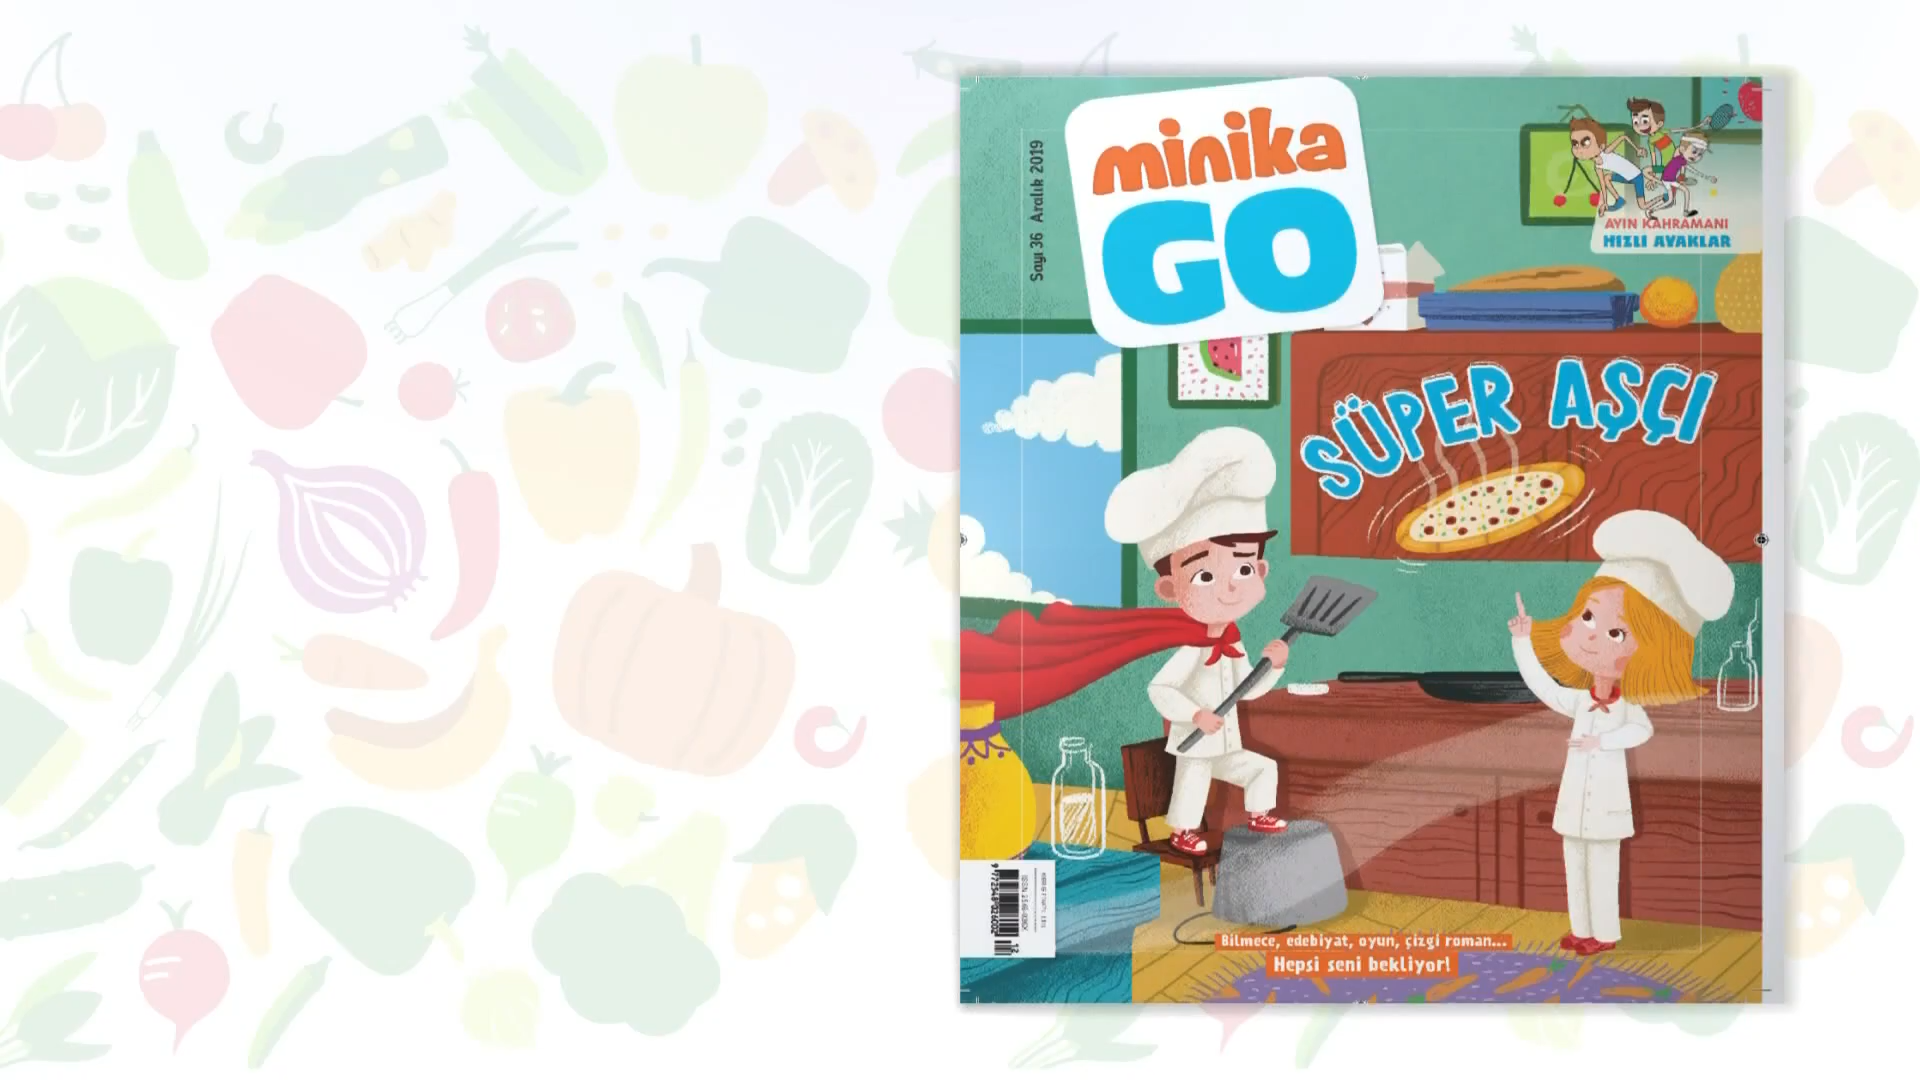 minika
GO
Sayı 36 Aralık 2019
AYIN KAHRAMANI
HIZLI AYAKLAR
SÜPER AŞÇI
Bilmece, edebiyat, oyun, çizgi roman...
Hepsi seni bekliyor!